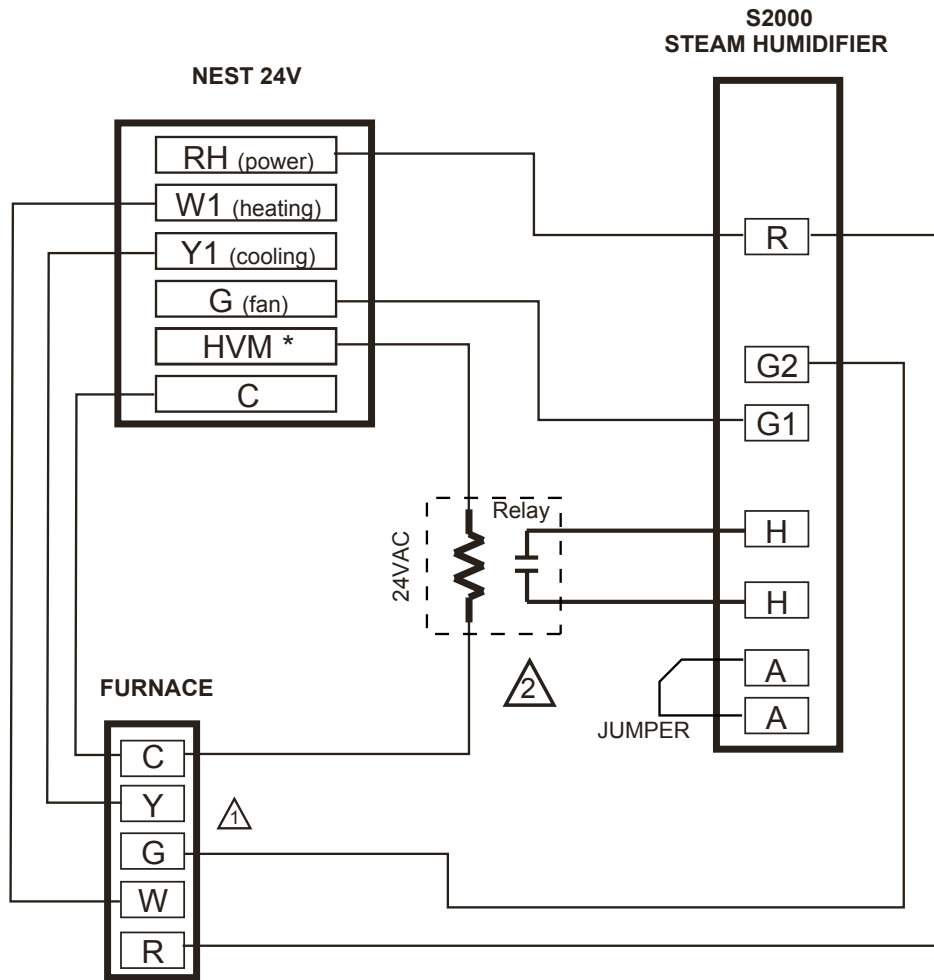 S2000
STEAM HUMIDIFIER
NEST 24V
RH (power)
W1 (heating)
Y1 (cooling)
G (fan)
HVM *
C
R
G2
G1
H
H
A
A
JUMPER
Relay
24VAC
2
FURNACE
C
Y
G
W
R
1